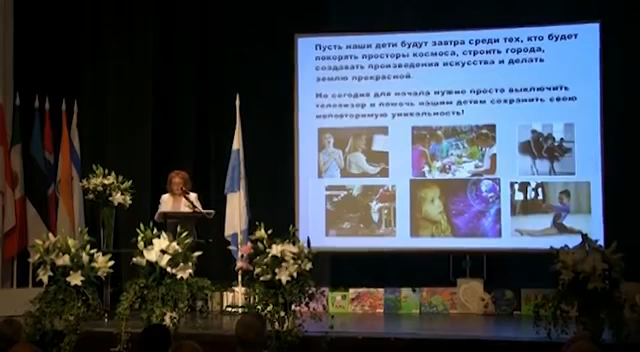 Пусть наши дети будут завтра среди тех, кто будет
покорять просторы космоса, строить города,
создавать произведения искусства и делать
землю прекрасной.
Но сегодня для начала нужно просто выключить
телевизор и помочь нашим детям сохранить свою
неповторимую уникальность!